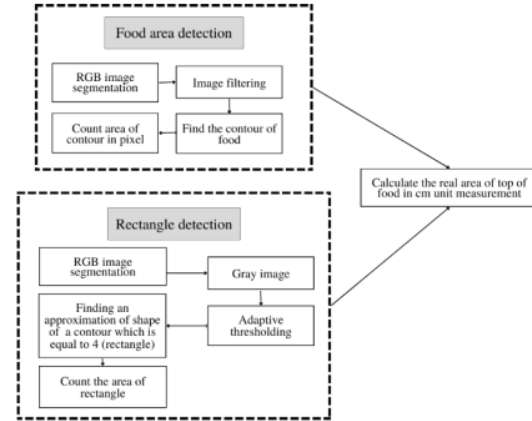 Food area detection
RGB image
segmentation
Image filtering
Count area of
contour in pixel
Find the contour of
food
Calculate the real area of top of
food in cm unit measurement
Rectangle detection
RGB image
segmentation
Gray image
Finding an
approximation of shape
of a contour which is
equal to 4 (rectangle)
Adaptive
thresholding
Count the area of
rectangle